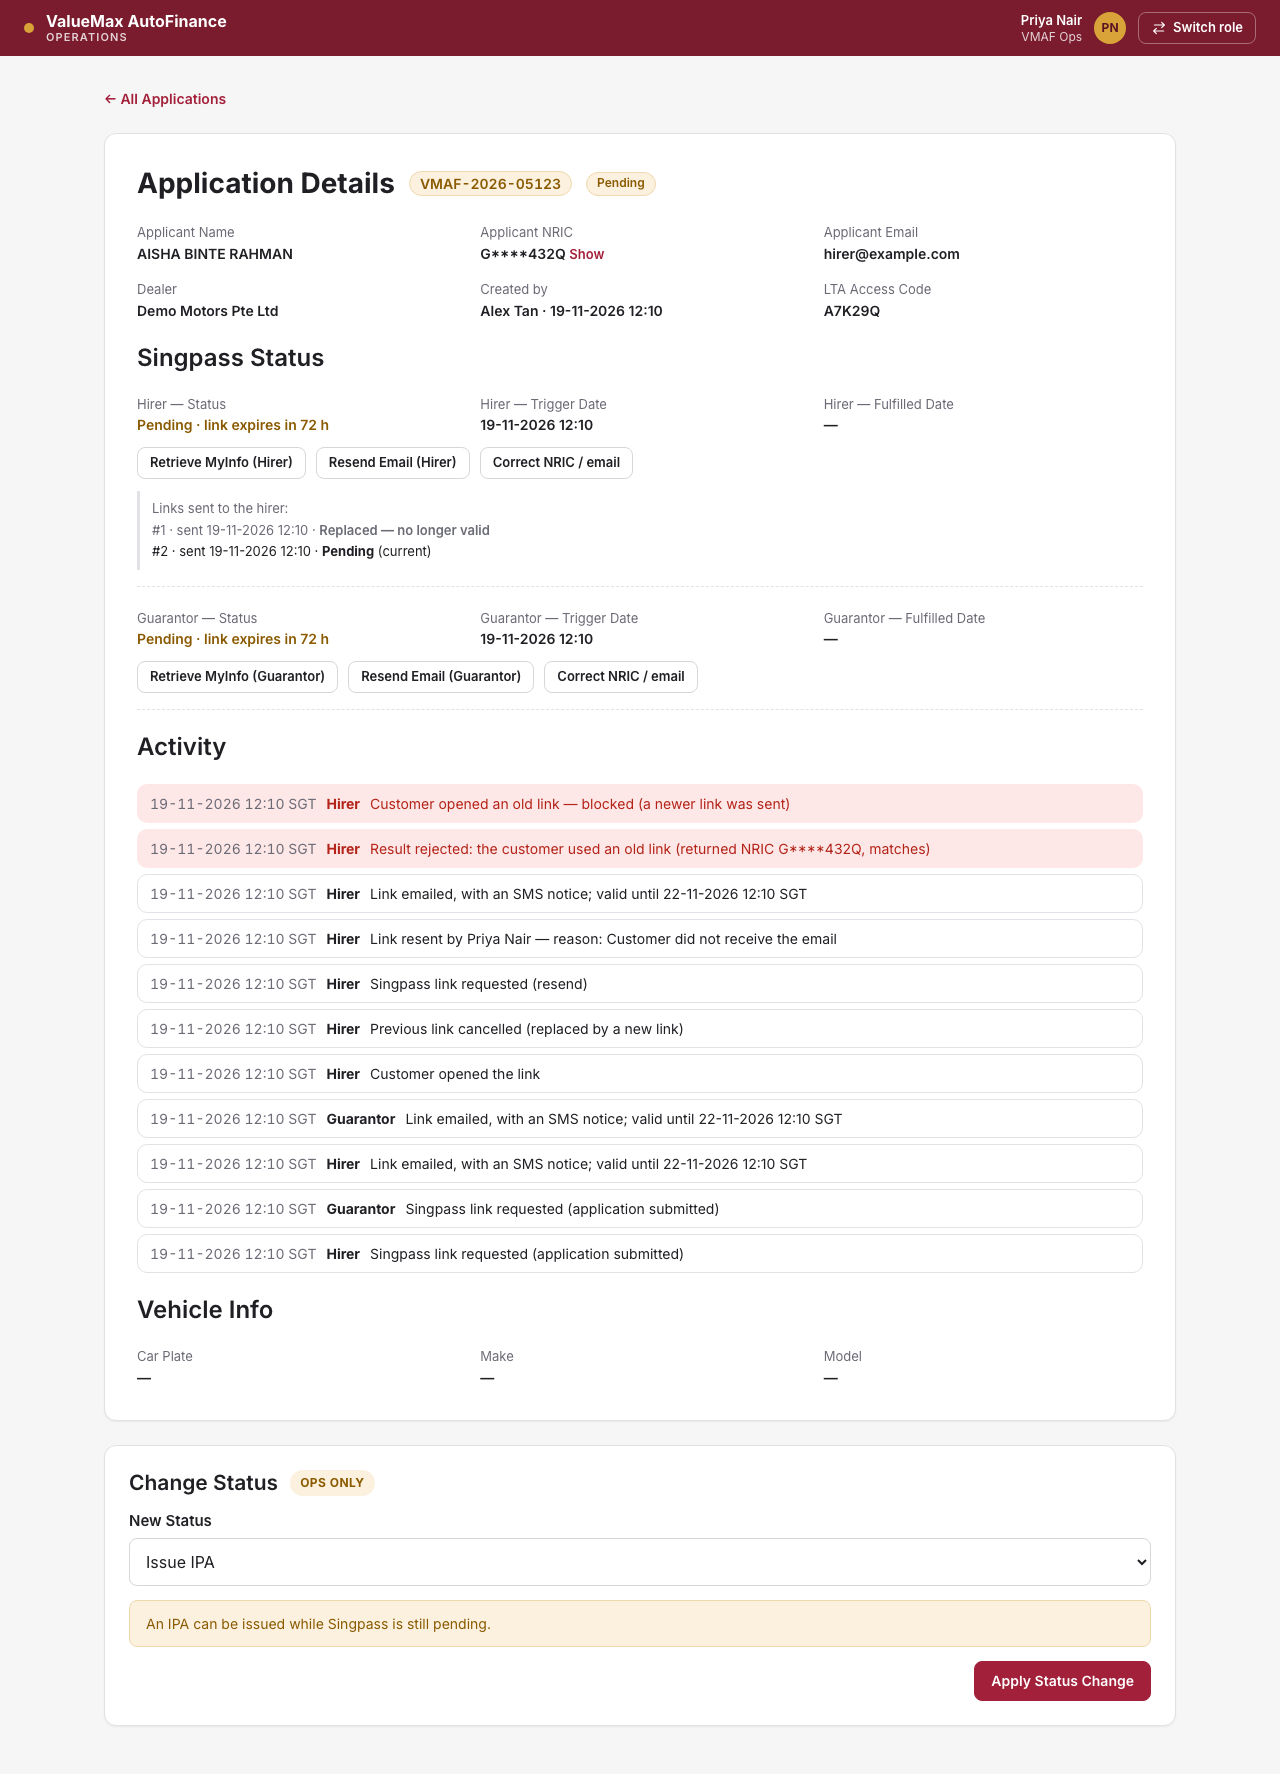 ValueMax AutoFinance
OPERATIONS
Priya Nair
VMAF Ops
PN
Switch role
← All Applications
Application Details VMAF-2026-05123 Pending
Applicant Name Applicant NRIC Applicant Email
AISHA BINTE RAHMAN G****432Q Show hirer@example.com
Dealer Created by LTA Access Code
Demo Motors Pte Ltd Alex Tan · 19-11-2026 12:10 A7K29Q
Singpass Status
Hirer — Status Hirer — Trigger Date Hirer — Fulfilled Date
Pending · link expires in 72 h 19-11-2026 12:10 —
Retrieve MyInfo (Hirer) Resend Email (Hirer) Correct NRIC / email
Links sent to the hirer:
#1 · sent 19-11-2026 12:10 · Replaced — no longer valid
#2 · sent 19-11-2026 12:10 · Pending (current)
Guarantor — Status Guarantor — Trigger Date Guarantor — Fulfilled Date
Pending · link expires in 72 h 19-11-2026 12:10 —
Retrieve MyInfo (Guarantor) Resend Email (Guarantor) Correct NRIC / email
Activity
19-11-2026 12:10 SGT Hirer Customer opened an old link — blocked (a newer link was sent)
19-11-2026 12:10 SGT Hirer Result rejected: the customer used an old link (returned NRIC G****432Q, matches)
19-11-2026 12:10 SGT Hirer Link emailed, with an SMS notice; valid until 22-11-2026 12:10 SGT
19-11-2026 12:10 SGT Hirer Link resent by Priya Nair — reason: Customer did not receive the email
19-11-2026 12:10 SGT Hirer Singpass link requested (resend)
19-11-2026 12:10 SGT Hirer Previous link cancelled (replaced by a new link)
19-11-2026 12:10 SGT Hirer Customer opened the link
19-11-2026 12:10 SGT Guarantor Link emailed, with an SMS notice; valid until 22-11-2026 12:10 SGT
19-11-2026 12:10 SGT Hirer Link emailed, with an SMS notice; valid until 22-11-2026 12:10 SGT
19-11-2026 12:10 SGT Guarantor Singpass link requested (application submitted)
19-11-2026 12:10 SGT Hirer Singpass link requested (application submitted)
Vehicle Info
Car Plate Make Model
— — —
Change Status OPS ONLY
New Status
Issue IPA
An IPA can be issued while Singpass is still pending.
Apply Status Change